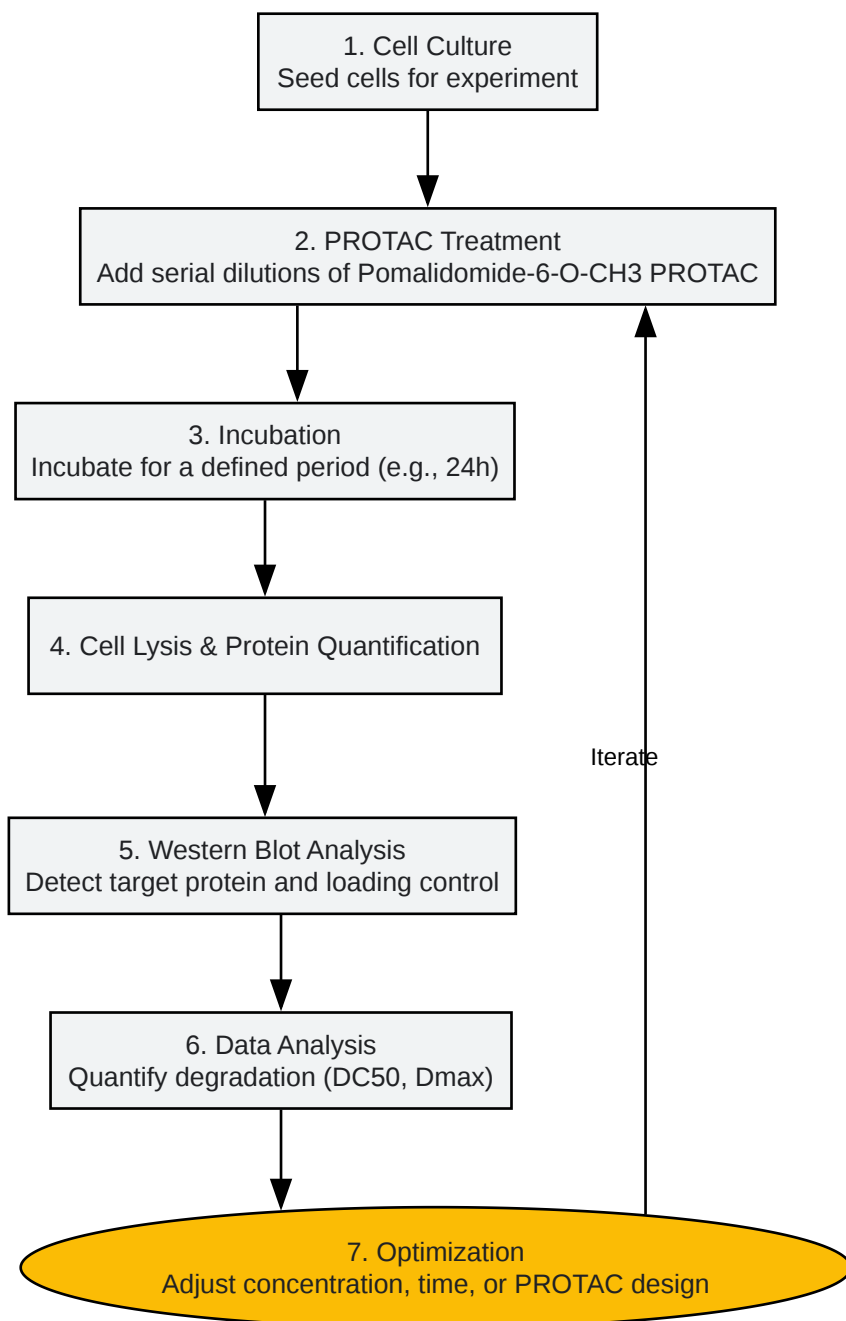 1. Cell Culture
Seed cells for experiment
2. PROTAC Treatment
Add serial dilutions of Pomalidomide-6-O-CH3 PROTAC
3. Incubation
Incubate for a defined period (e.g., 24h)
4. Cell Lysis & Protein Quantification
Iterate
5. Western Blot Analysis
Detect target protein and loading control
6. Data Analysis
Quantify degradation (DC50, Dmax)
7. Optimization
Adjust concentration, time, or PROTAC design